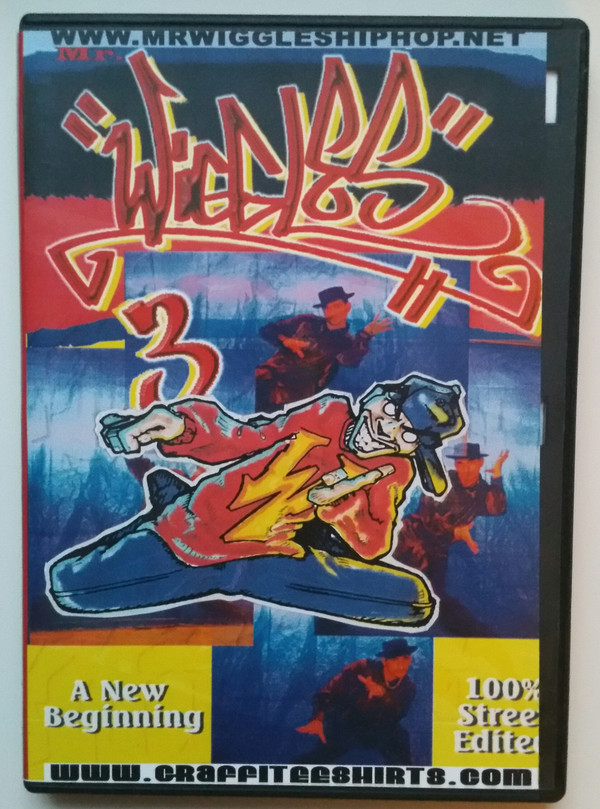 WWW.MRWIGGLESHIPHOP.NET
Mr.
"WIGGLES"
3
A New
Beginning
100%
Stree
Edite
WWW.GRAFFITEESHIRTS.COM